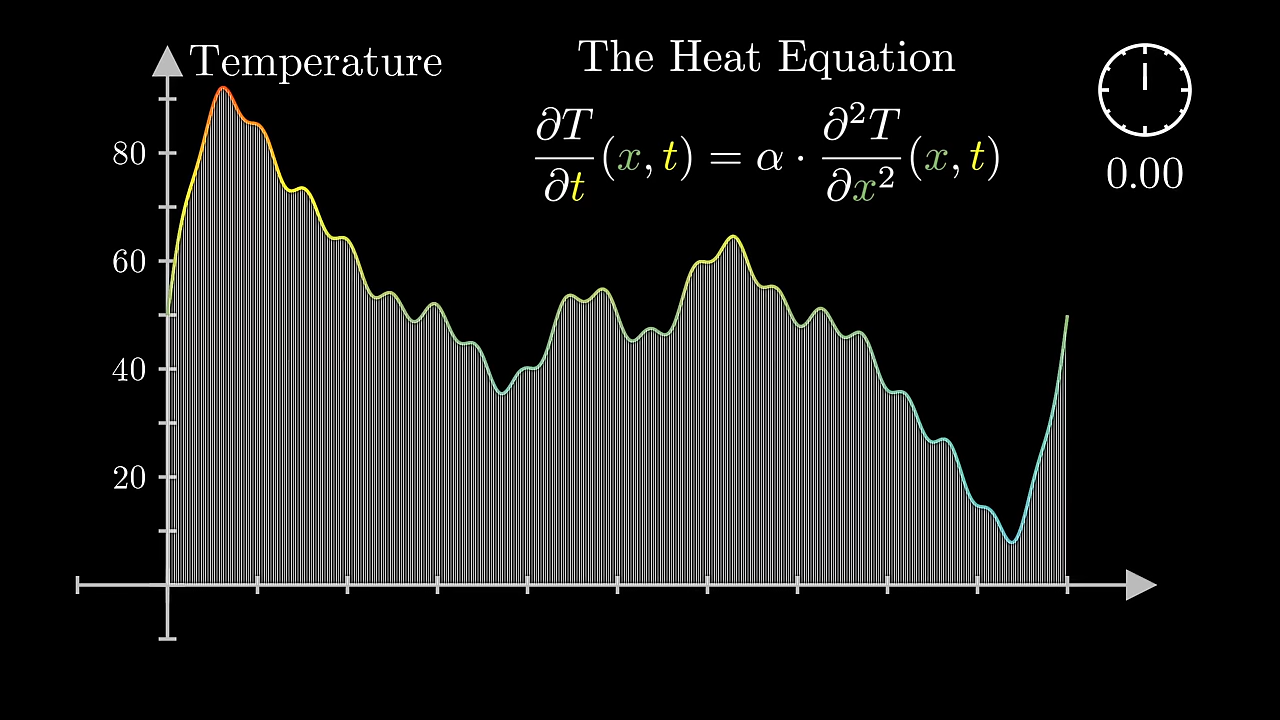 Temperature
The Heat Equation
∂T/∂t (x, t) = α · ∂²T/∂x² (x, t)
0.00
80
60
40
20